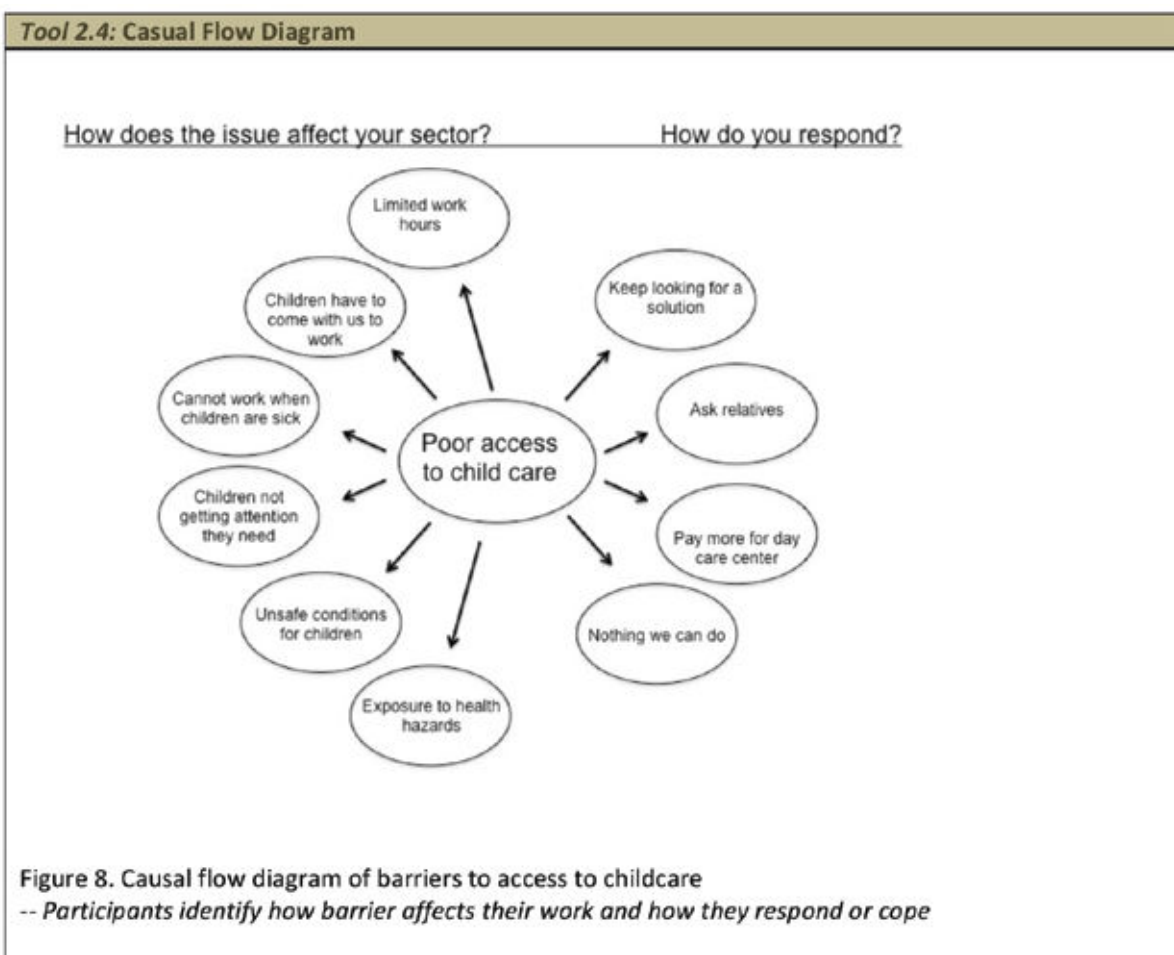 Tool 2.4: Casual Flow Diagram
How does the issue affect your sector? How do you respond?
Limited work
hours
Children have to
come with us to
work
Cannot work when
children are sick
Children not
getting attention
they need
Unsafe conditions
for children
Exposure to health
hazards
Poor access
to child care
Keep looking for a
solution
Ask relatives
Pay more for day
care center
Nothing we can do
Figure 8. Causal flow diagram of barriers to access to childcare
-- Participants identify how barrier affects their work and how they respond or cope